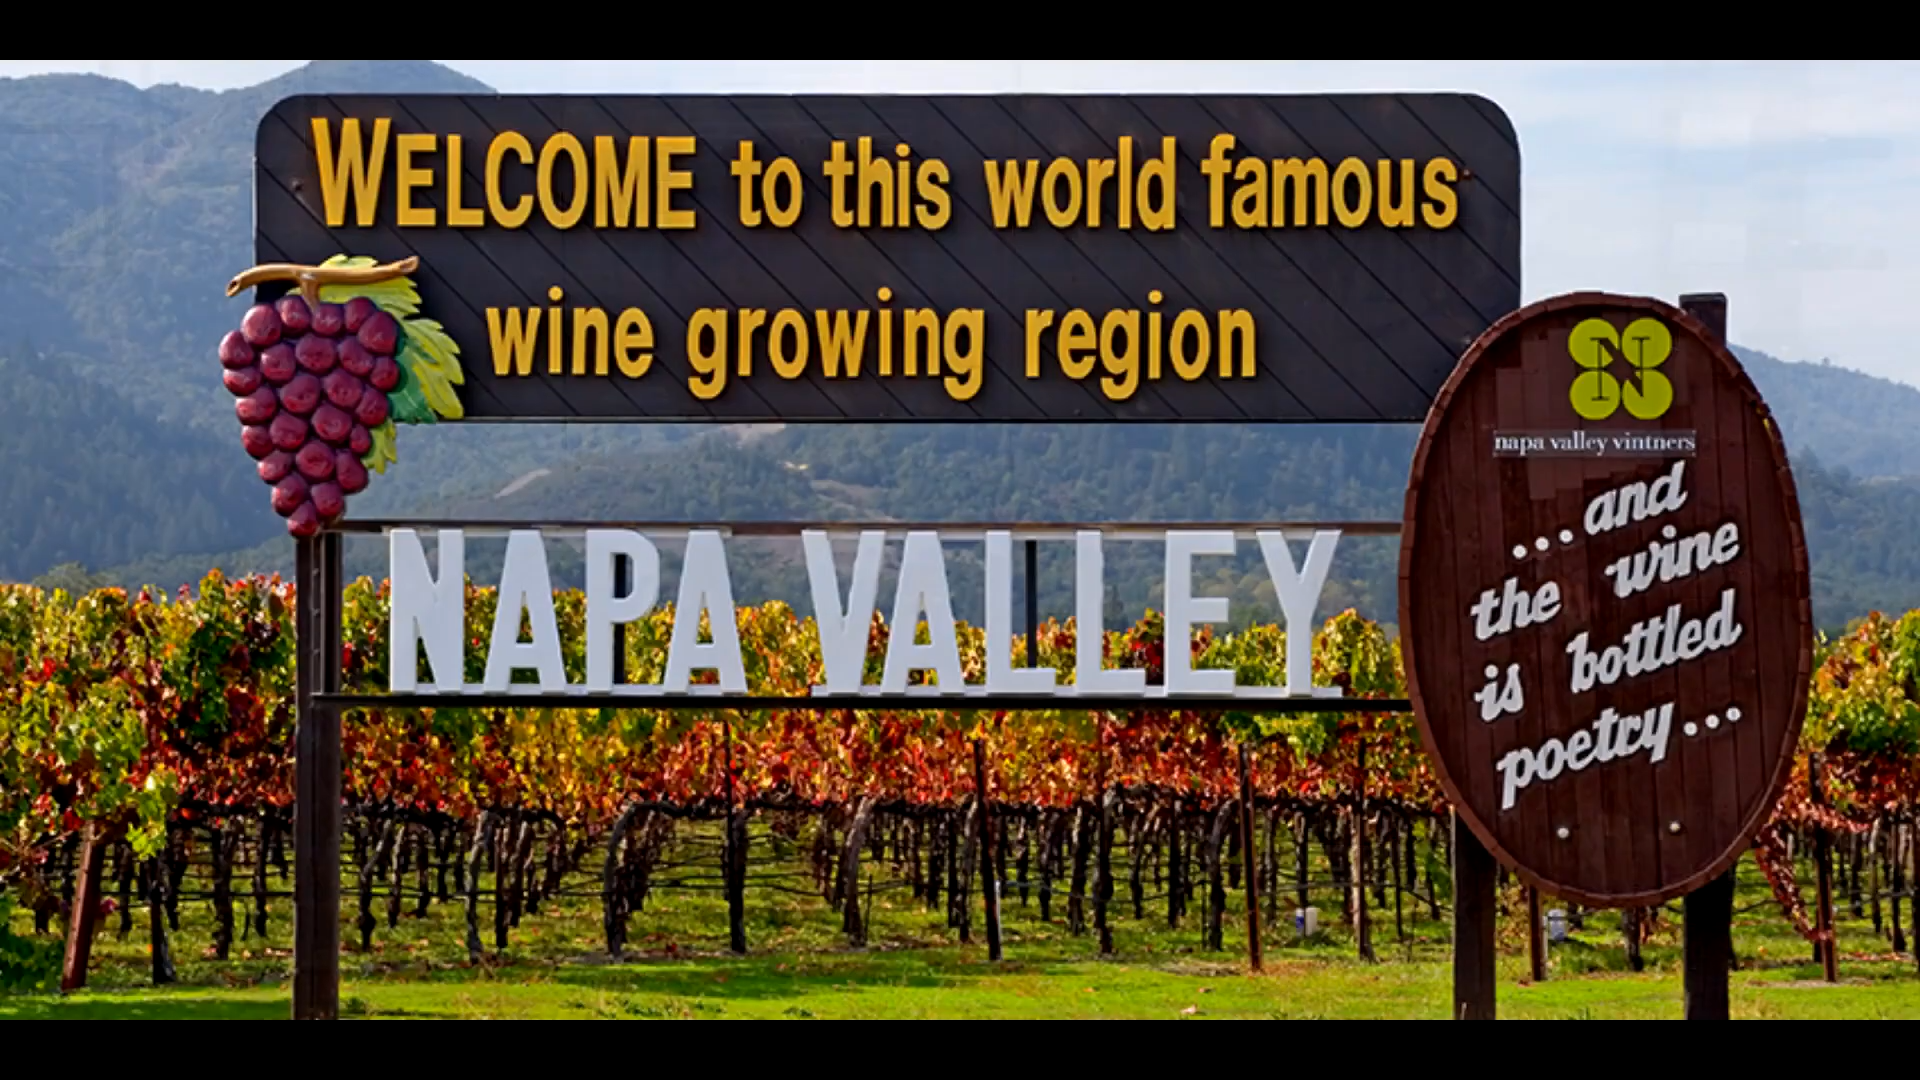 WELCOME to this world famous
wine growing region
NAPA VALLEY
N
napa valley vintners
...and
the wine
is bottled
poetry...